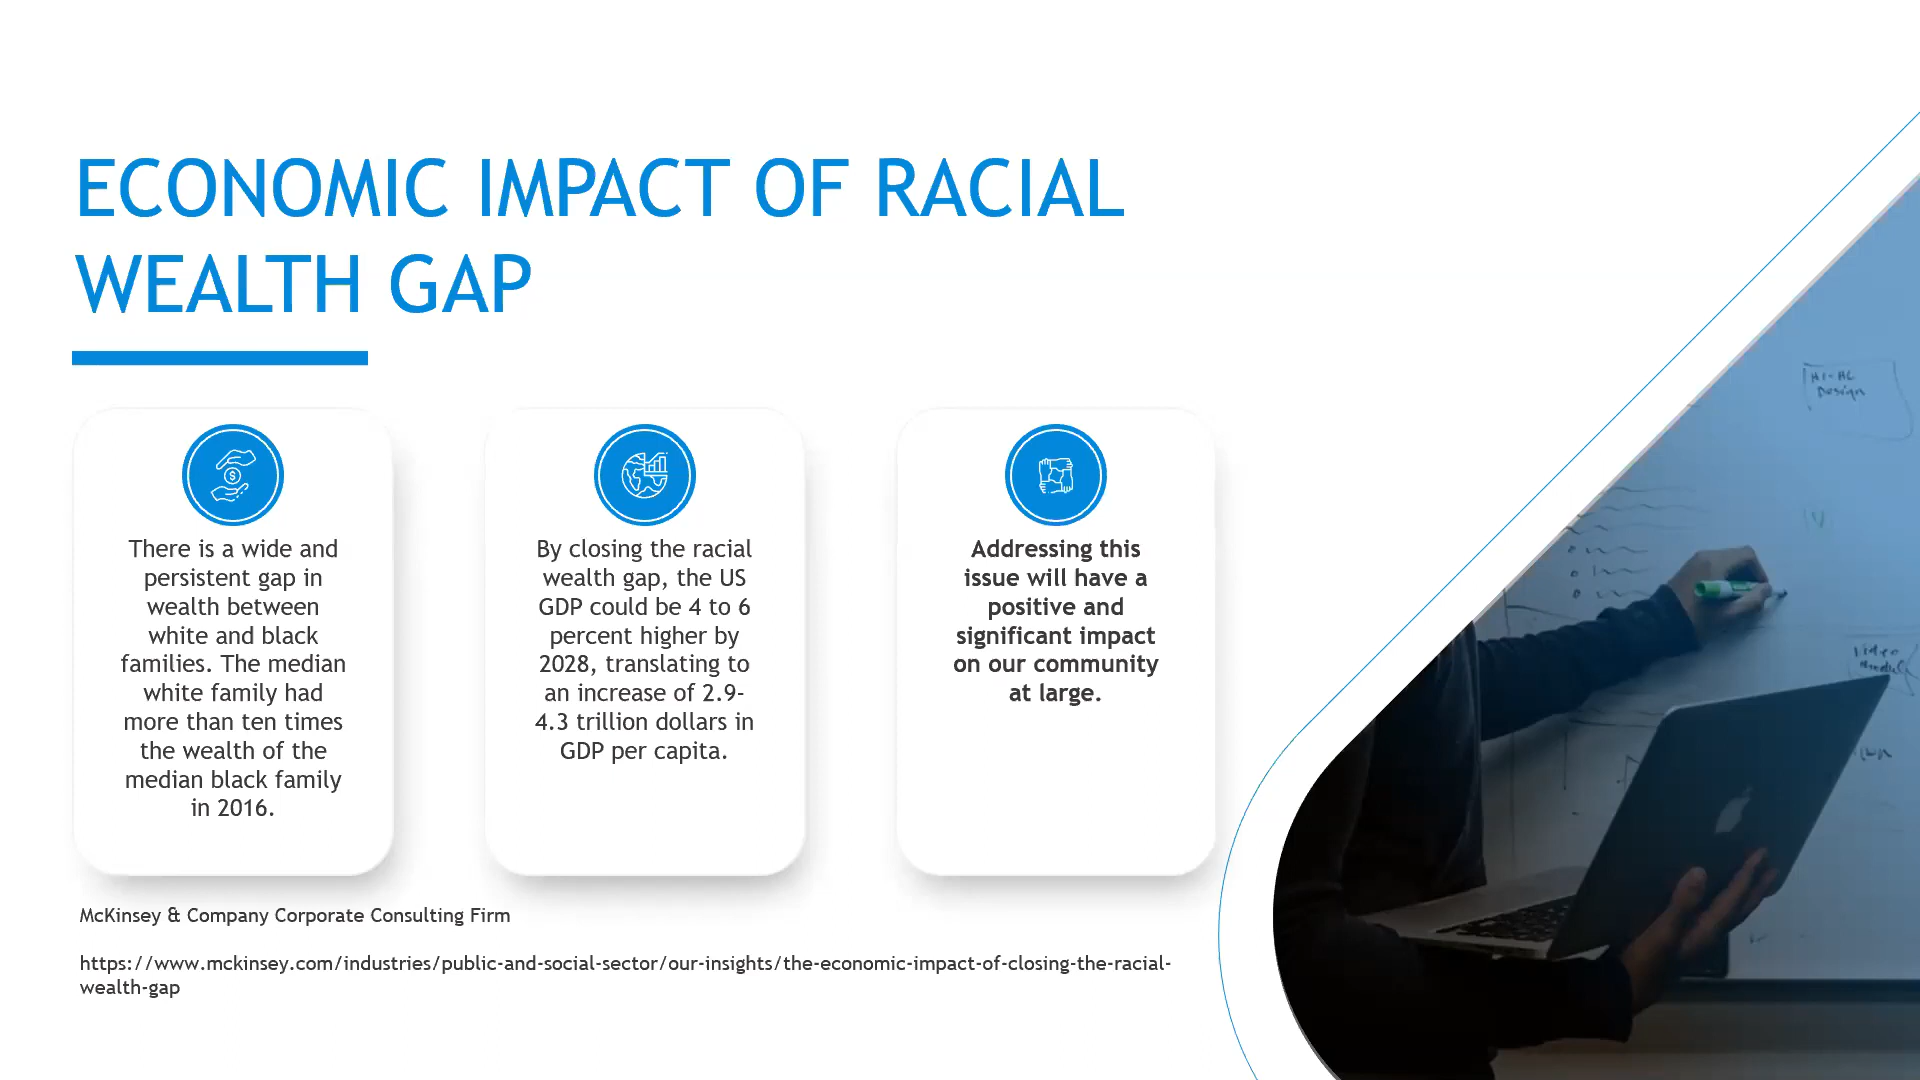 ECONOMIC IMPACT OF RACIAL
WEALTH GAP
There is a wide and
persistent gap in
wealth between
white and black
families. The median
white family had
more than ten times
the wealth of the
median black family
in 2016.
By closing the racial
wealth gap, the US
GDP could be 4 to 6
percent higher by
2028, translating to
an increase of 2.9-
4.3 trillion dollars in
GDP per capita.
Addressing this
issue will have a
positive and
significant impact
on our community
at large.
McKinsey & Company Corporate Consulting Firm
https://www.mckinsey.com/industries/public-and-social-sector/our-insights/the-economic-impact-of-closing-the-racial-
wealth-gap
Design
Video